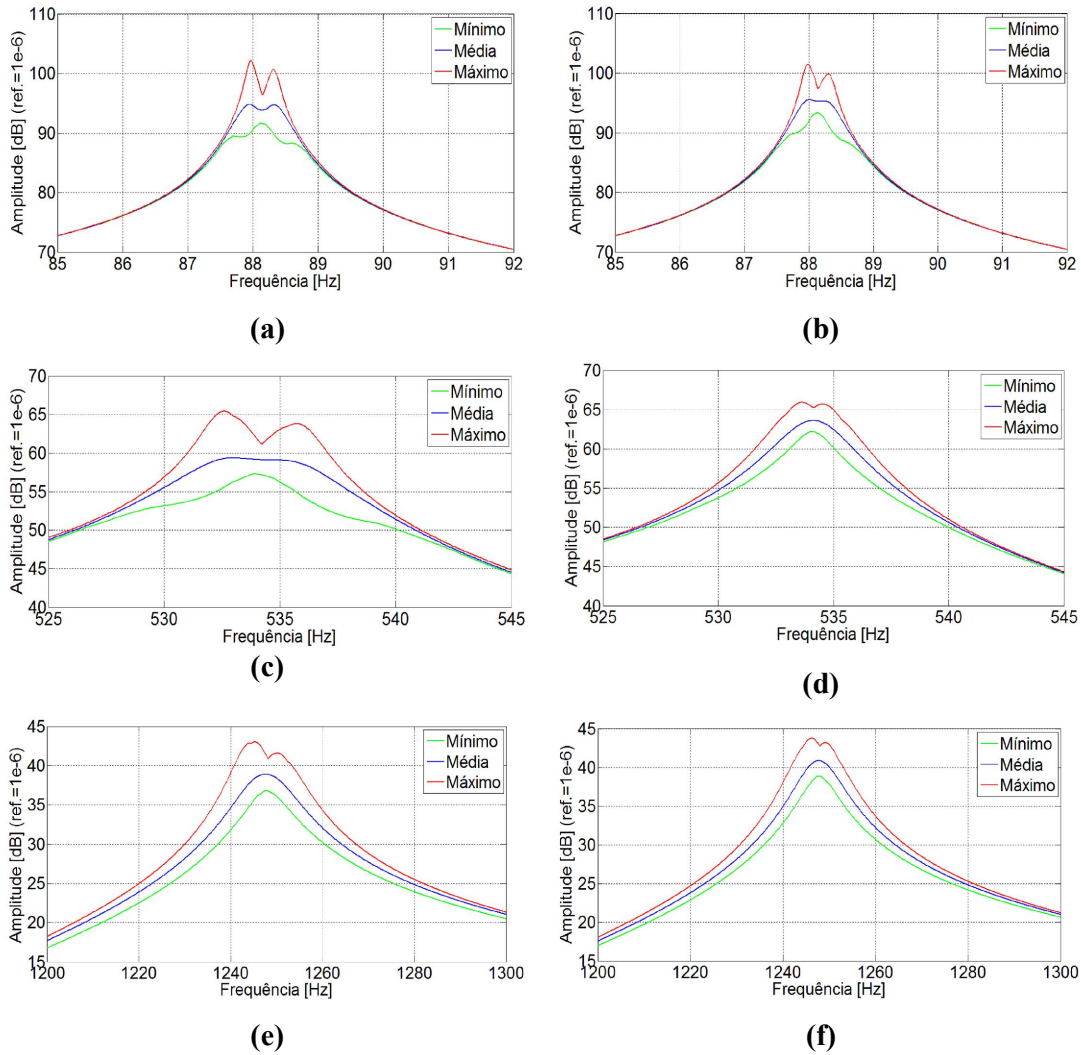 110
100
90
80
70
Amplitude [dB] (ref.=1e-6)
Mínimo
Média
Máximo
85 86 87 88 89 90 91 92
Frequência [Hz]
(a)
110
100
90
80
70
Amplitude [dB] (ref.=1e-6)
Mínimo
Média
Máximo
85 86 87 88 89 90 91 92
Frequência [Hz]
(b)
70
65
60
55
50
45
40
Amplitude [dB] (ref.=1e-6)
Mínimo
Média
Máximo
525 530 535 540 545
Frequência [Hz]
(c)
70
65
60
55
50
45
40
Amplitude [dB] (ref.=1e-6)
Mínimo
Média
Máximo
525 530 535 540 545
Frequência [Hz]
(d)
45
40
35
30
25
20
15
Amplitude [dB] (ref.=1e-6)
Mínimo
Média
Máximo
1200 1220 1240 1260 1280 1300
Frequência [Hz]
(e)
45
40
35
30
25
20
15
Amplitude [dB] (ref.=1e-6)
Mínimo
Média
Máximo
1200 1220 1240 1260 1280 1300
Frequência [Hz]
(f)